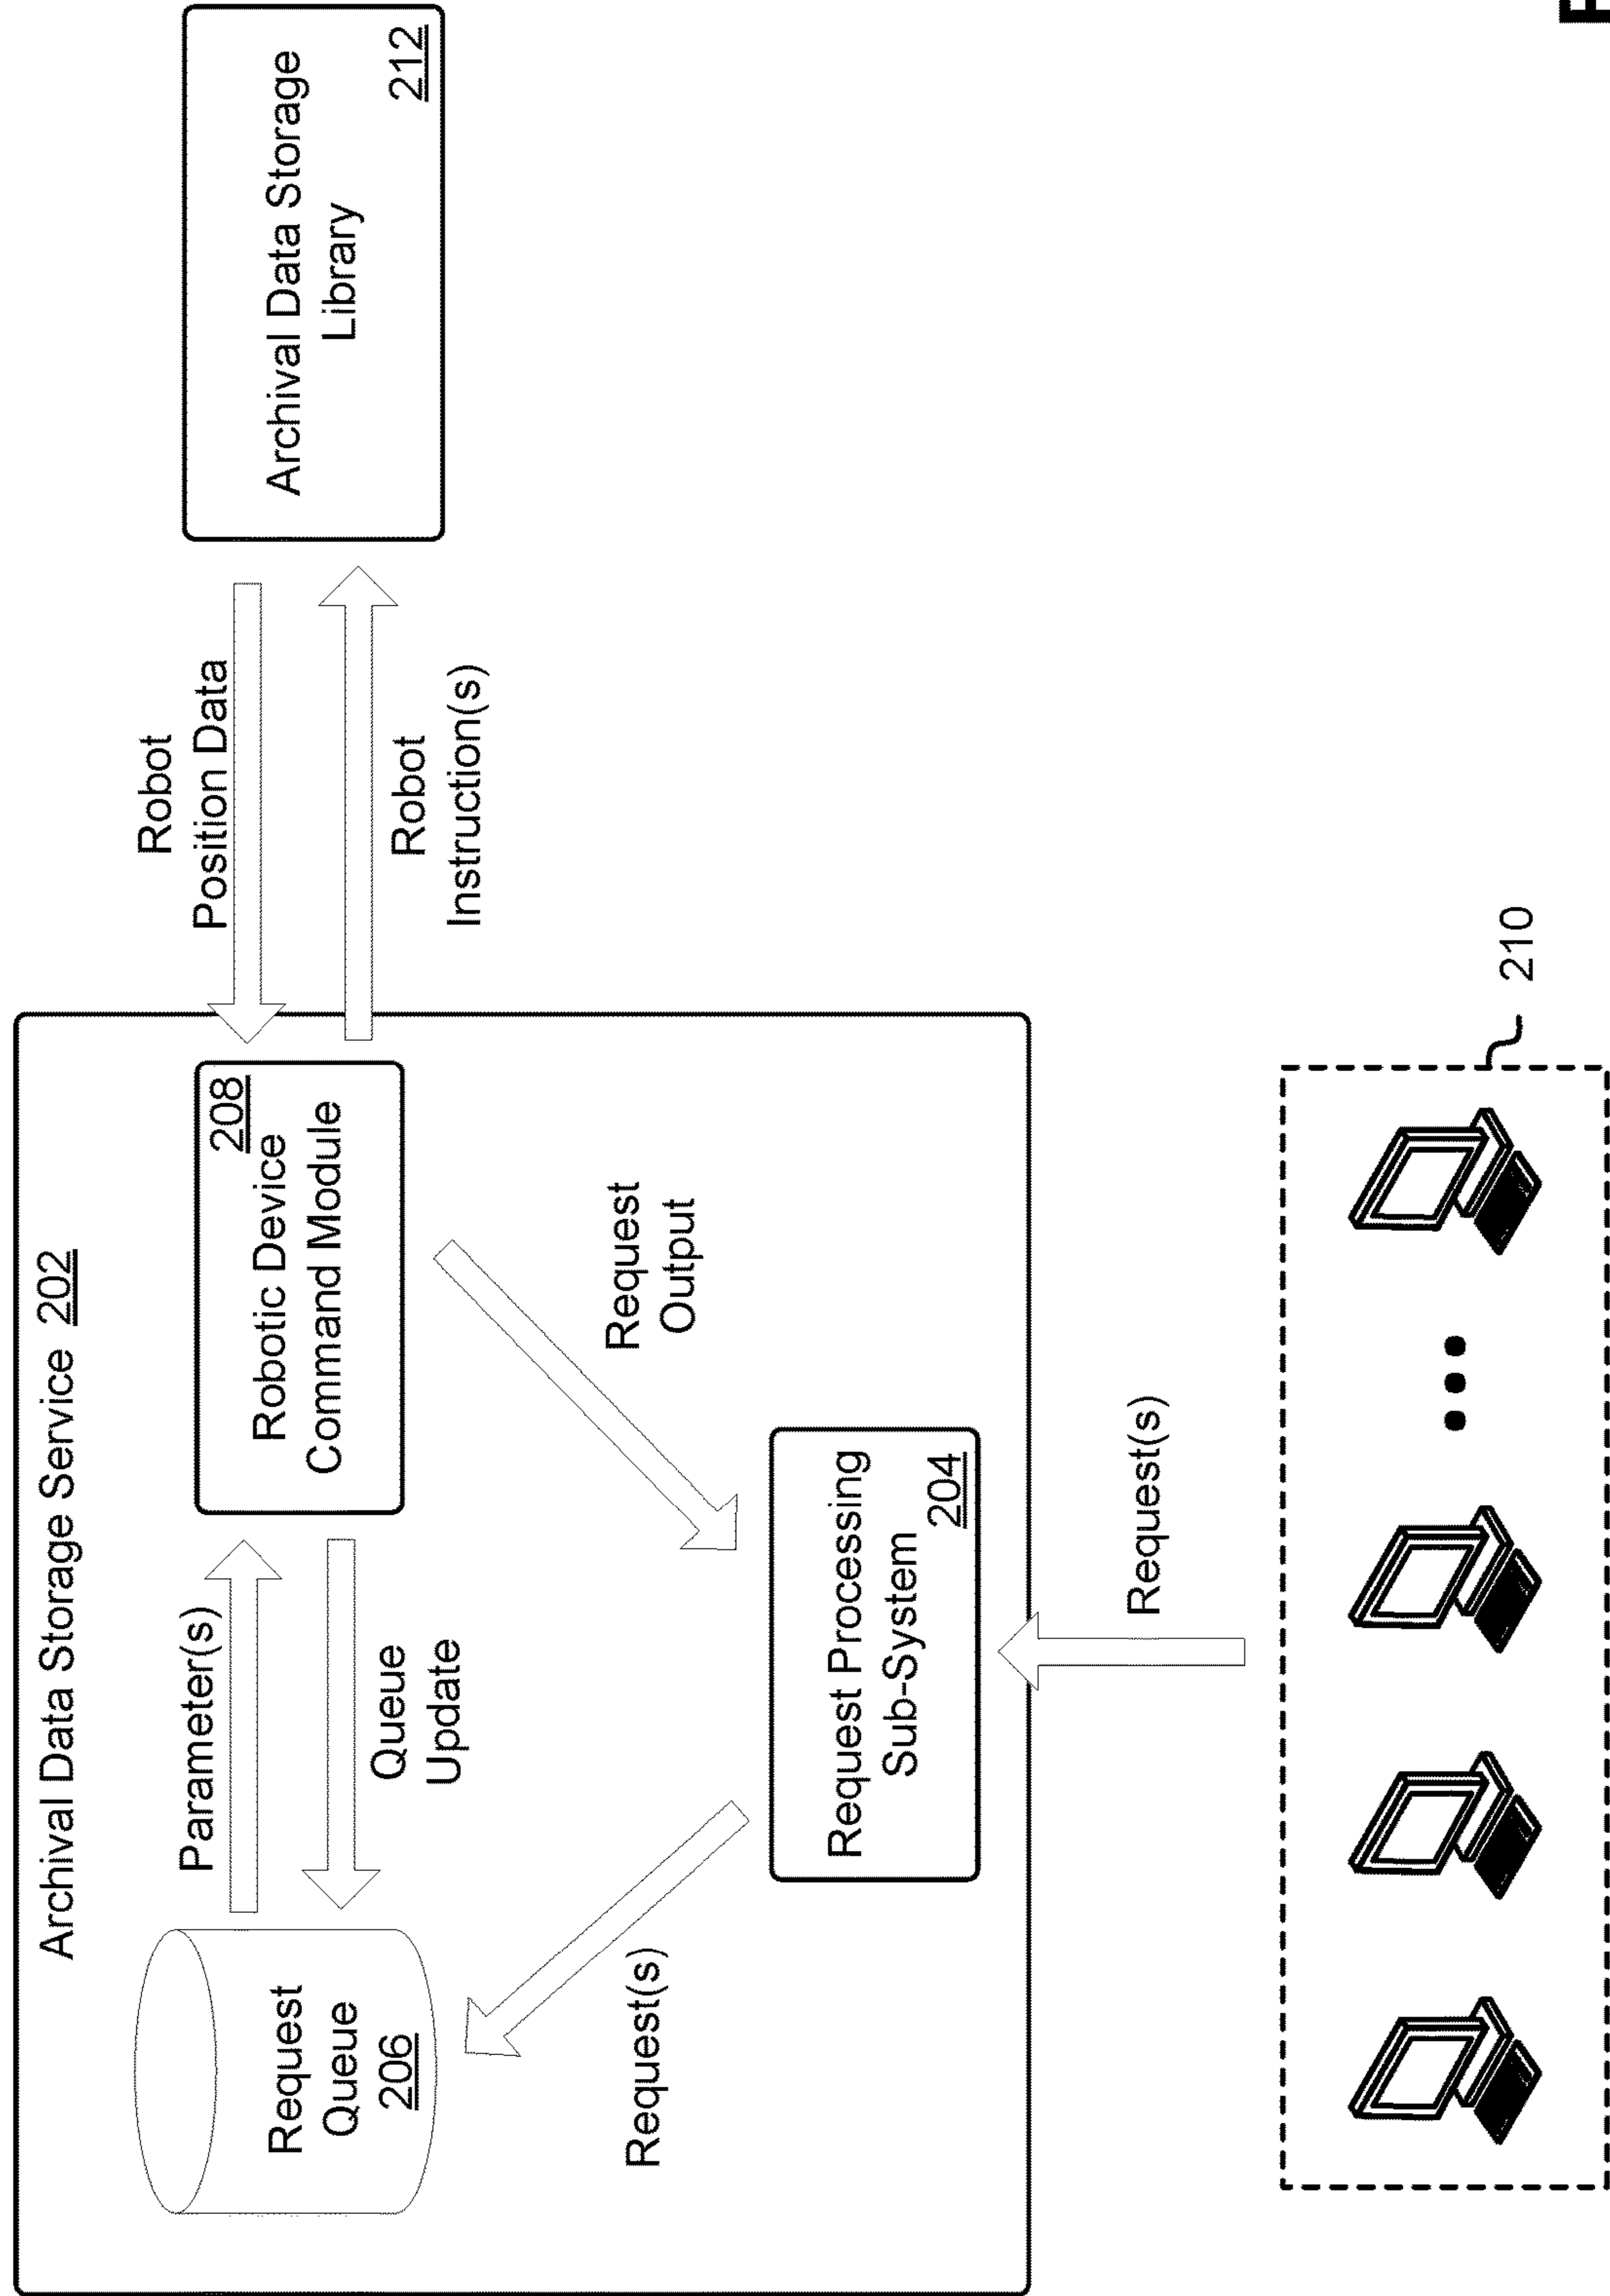 Archival Data Storage Service 202
Request
Queue
206
Parameter(s)
Queue
Update
208
Robotic Device
Command Module
Robot
Position Data
Robot
Instruction(s)
Archival Data Storage
Library
212
Request(s)
Request
Output
Request Processing
Sub-System
204
Request(s)
210